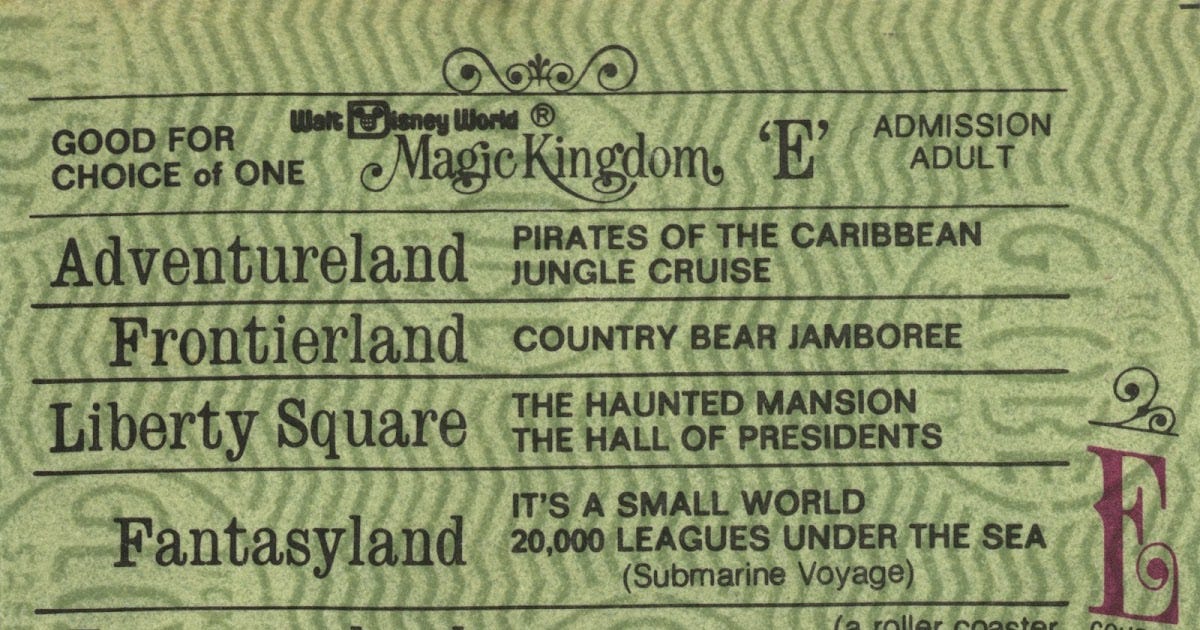 Walt Disney World ®
GOOD FOR
CHOICE of ONE
Magic Kingdom
‘E’
ADMISSION
ADULT
Adventureland
PIRATES OF THE CARIBBEAN
JUNGLE CRUISE
Frontierland
COUNTRY BEAR JAMBOREE
Liberty Square
THE HAUNTED MANSION
THE HALL OF PRESIDENTS
Fantasyland
IT'S A SMALL WORLD
20,000 LEAGUES UNDER THE SEA
(Submarine Voyage)
E
(a roller coaster